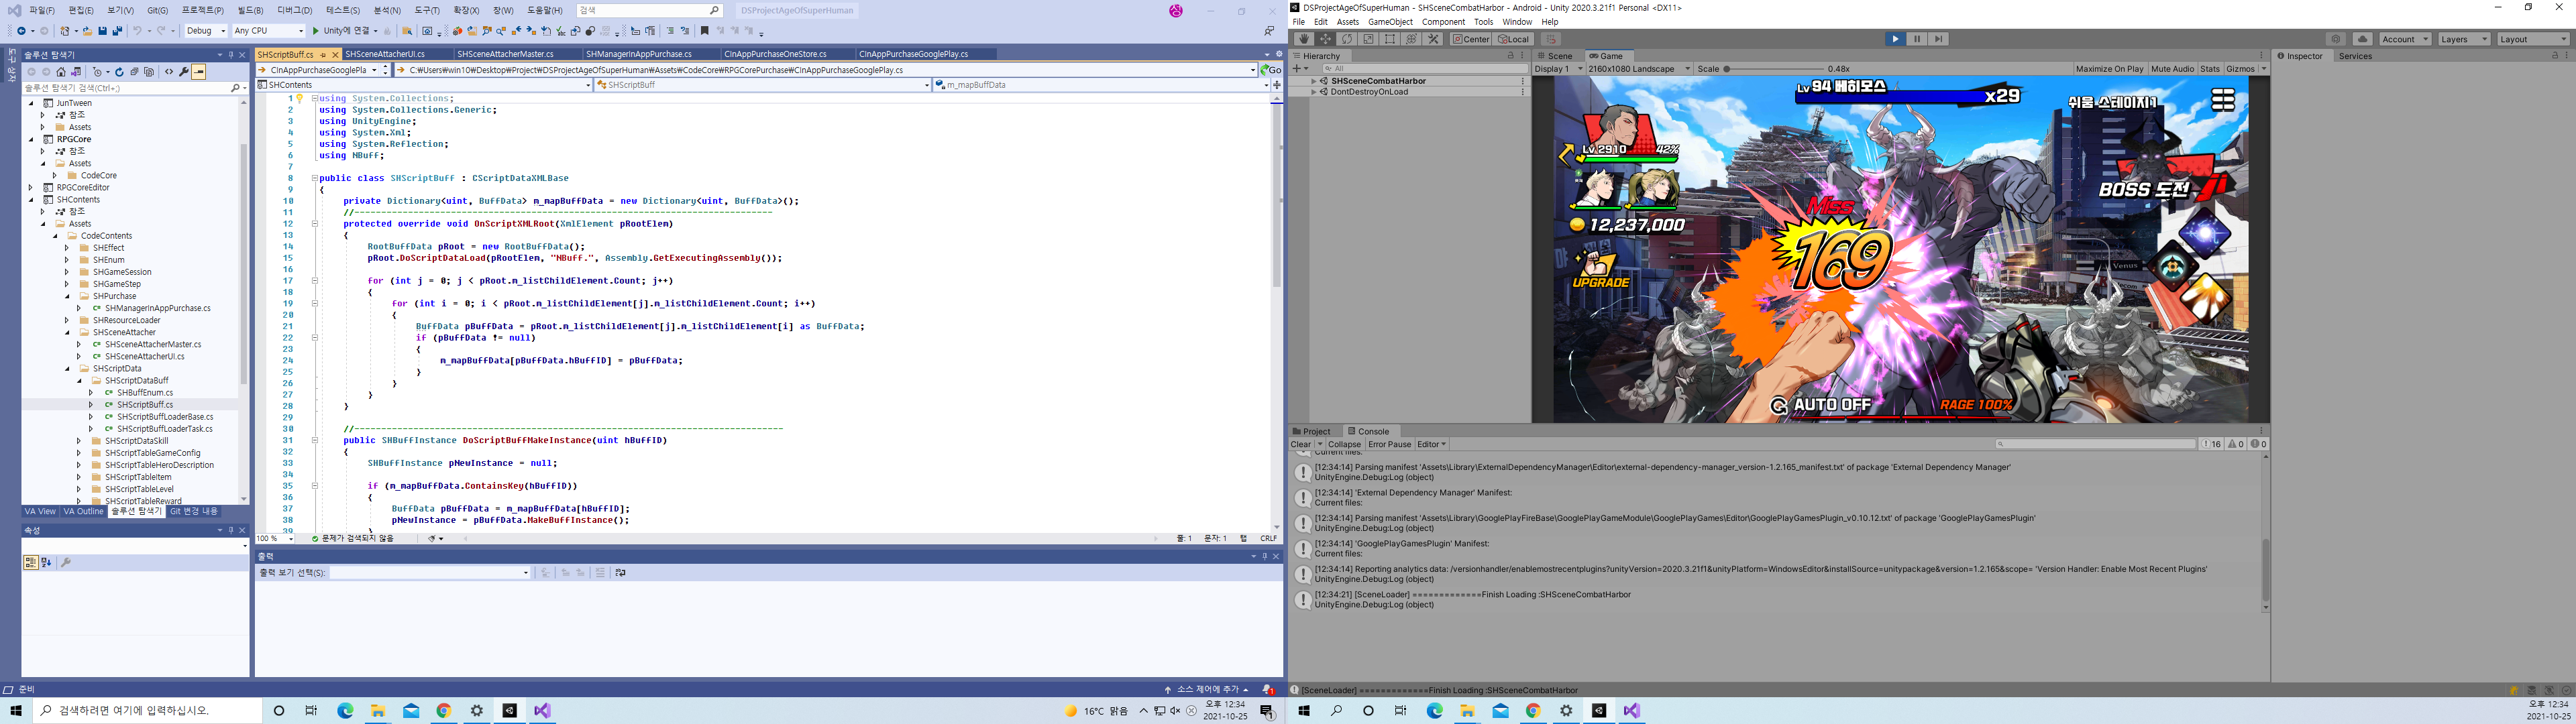 파일(F) 편집(E) 보기(V) Git(G) 프로젝트(P) 빌드(B) 디버그(D) 테스트(S) 분석(N) 도구(T) 확장(X) 창(W) 도움말(H) 검색 DSProjectAgeOfSuperHuman
Debug Any CPU Unity에 연결
솔루션 탐색기
솔루션 탐색기 검색(Ctrl+;)
JunTween
참조
Assets
RPGCore
참조
Assets
CodeCore
RPGCoreEditor
SHContents
참조
Assets
CodeContents
SHEffect
SHEnum
SHGameSession
SHGameStep
SHPurchase
SHManagerInAppPurchase.cs
SHResourceLoader
SHSceneAttacher
SHSceneAttacherMaster.cs
SHSceneAttacherUI.cs
SHScriptData
SHScriptDataBuff
SHBuffEnum.cs
SHScriptBuff.cs
SHScriptBuffLoaderBase.cs
SHScriptBuffLoaderTask.cs
SHScriptDataSkill
SHScriptTableGameConfig
SHScriptTableHeroDescription
SHScriptTableItem
SHScriptTableLevel
SHScriptTableReward
VA View VA Outline 솔루션 탐색기 Git 변경 내용
속성
SHScriptBuff.cs SHSceneAttacherUI.cs SHSceneAttacherMaster.cs SHManagerInAppPurchase.cs CInAppPurchaseOneStore.cs CInAppPurchaseGooglePlay.cs
CInAppPurchaseGooglePla C:\Users\win10\Desktop\Project\DSProjectAgeOfSuperHuman\Assets\CodeCore\RPGCorePurchase\CInAppPurchaseGooglePlay.cs Go
SHContents SHScriptBuff m_mapBuffData
1 using System.Collections;
2 using System.Collections.Generic;
3 using UnityEngine;
4 using System.Xml;
5 using System.Reflection;
6 using NBuff;
7
8 public class SHScriptBuff : CScriptDataXMLBase
9 {
10 private Dictionary<uint, BuffData> m_mapBuffData = new Dictionary<uint, BuffData>();
11 //-----------------------------------------------------------------------------
12 protected override void OnScriptXMLRoot(XmlElement pRootElem)
13 {
14 RootBuffData pRoot = new RootBuffData();
15 pRoot.DoScriptDataLoad(pRootElem, "NBuff.", Assembly.GetExecutingAssembly());
16
17 for (int j = 0; j < pRoot.m_listChildElement.Count; j++)
18 {
19 for (int i = 0; i < pRoot.m_listChildElement[j].m_listChildElement.Count; i++)
20 {
21 BuffData pBuffData = pRoot.m_listChildElement[j].m_listChildElement[i] as BuffData;
22 if (pBuffData != null)
23 {
24 m_mapBuffData[pBuffData.hBuffID] = pBuffData;
25 }
26 }
27 }
28 }
29
30 //-------------------------------------------------------------------------------
31 public SHBuffInstance DoScriptBuffMakeInstance(uint hBuffID)
32 {
33 SHBuffInstance pNewInstance = null;
34
35 if (m_mapBuffData.ContainsKey(hBuffID))
36 {
37 BuffData pBuffData = m_mapBuffData[hBuffID];
38 pNewInstance = pBuffData.MakeBuffInstance();
39 }
100 % 문제가 검색되지 않음 줄: 1 문자: 1 탭 CRLF
출력
출력 보기 선택(S):
준비 소스 제어에 추가
검색하려면 여기에 입력하십시오.
16°C 맑음 오후 12:34
2021-10-25
DSProjectAgeOfSuperHuman - SHSceneCombatHarbor - Android - Unity 2020.3.21f1 Personal <DX11>
File Edit Assets GameObject Component Tools Window Help
Center Local Account Layers Layout
Hierarchy
All
SHSceneCombatHarbor
DontDestroyOnLoad
Scene Game
Display 1 2160x1080 Landscape Scale 0.48x Maximize On Play Mute Audio Stats Gizmos
Lv 94 베히모스
x29
쉬움 스테이지 1
Lv 2910 42%
12,237,000
UPGRADE
Miss
169
BOSS 도전
Venus
AUTO OFF
RAGE 100%
Inspector Services
Project Console
Clear Collapse Error Pause Editor 16 0 0
Current files:
[12:34:14] Parsing manifest 'Assets\Library\ExternalDependencyManager\Editor\external-dependency-manager_version-1.2.165_manifest.txt' of package 'External Dependency Manager'
UnityEngine.Debug:Log (object)
[12:34:14] 'External Dependency Manager' Manifest:
Current files:
[12:34:14] Parsing manifest 'Assets\Library\GooglePlayFireBase\GooglePlayGameModule\GooglePlayGames\Editor\GooglePlayGamesPlugin_v0.10.12.txt' of package 'GooglePlayGamesPlugin'
UnityEngine.Debug:Log (object)
[12:34:14] 'GooglePlayGamesPlugin' Manifest:
Current files:
[12:34:14] Reporting analytics data: /versionhandler/enablemostrecentplugins?unityVersion=2020.3.21f1&unityPlatform=WindowsEditor&installSource=unitypackage&version=1.2.165&scope= 'Version Handler: Enable Most Recent Plugins'
UnityEngine.Debug:Log (object)
[12:34:21] [SceneLoader] =============Finish Loading :SHSceneCombatHarbor
UnityEngine.Debug:Log (object)
[SceneLoader] =============Finish Loading :SHSceneCombatHarbor
오후 12:34
2021-10-25